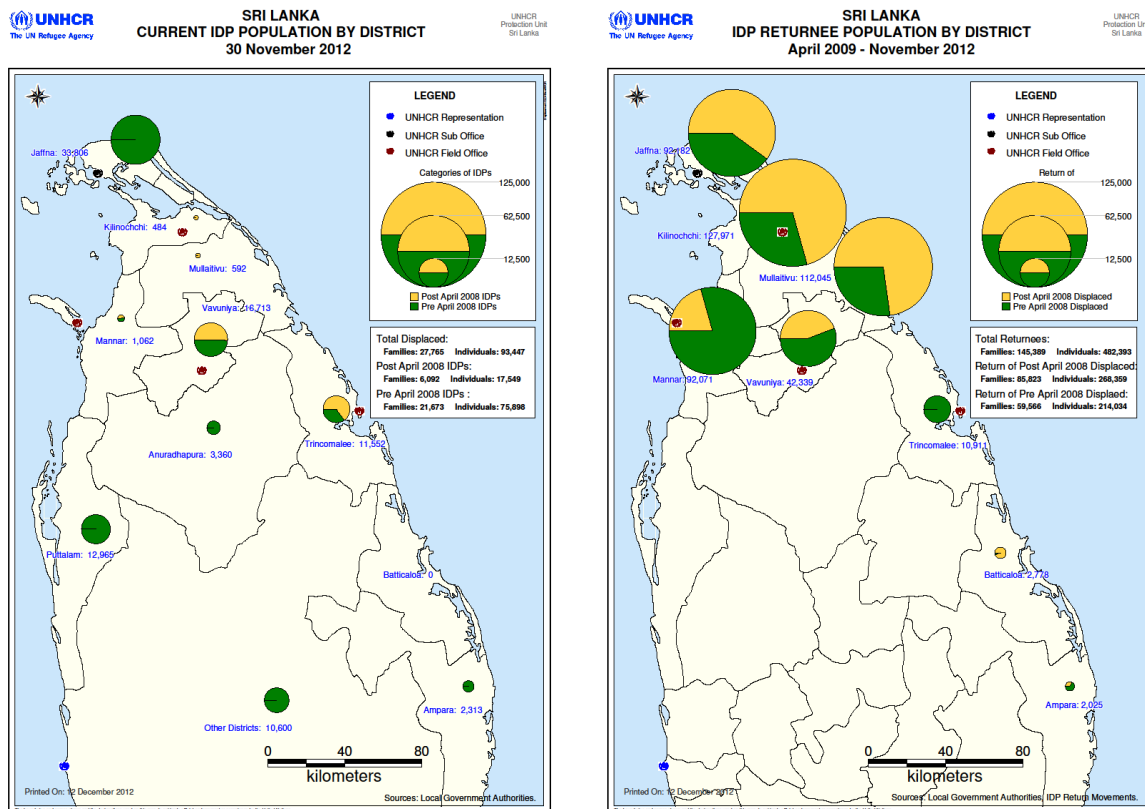 UNHCR
The UN Refugee Agency
SRI LANKA
CURRENT IDP POPULATION BY DISTRICT
30 November 2012
UNHCR
Protection Unit
Sri Lanka
LEGEND
UNHCR Representation
UNHCR Sub Office
UNHCR Field Office
Categories of IDPs
125,000
62,500
12,500
Post April 2008 IDPs
Pre April 2008 IDPs
Total Displaced:
Families: 27,765 Individuals: 93,447
Post April 2008 IDPs:
Families: 6,092 Individuals: 17,549
Pre April 2008 IDPs :
Families: 21,673 Individuals: 75,898
Jaffna: 33,806
Kilinochchi: 484
Mullaitivu: 592
Vavuniya: 16,713
Mannar: 1,062
Trincomalee: 11,552
Anuradhapura: 3,360
Puttalam: 12,965
Batticaloa: 0
Ampara: 2,313
Other Districts: 10,600
0 40 80
kilometers
Printed On: 12 December 2012
Sources: Local Government Authorities.
UNHCR
The UN Refugee Agency
SRI LANKA
IDP RETURNEE POPULATION BY DISTRICT
April 2009 - November 2012
UNHCR
Protection Unit
Sri Lanka
LEGEND
UNHCR Representation
UNHCR Sub Office
UNHCR Field Office
Return of
125,000
62,500
12,500
Post April 2008 Displaced
Pre April 2008 Displaced
Total Returnees:
Families: 145,389 Individuals: 482,393
Return of Post April 2008 Displaced:
Families: 85,823 Individuals: 268,359
Return of Pre April 2008 Displaed:
Families: 59,566 Individuals: 214,034
Jaffna: 92,182
Kilinochchi: 127,971
Mullaitivu: 112,045
Mannar: 92,071
Vavuniya: 42,339
Trincomalee: 10,911
Batticaloa: 2,778
Ampara: 2,025
0 40 80
kilometers
Printed On: 12 December 2012
Sources: Local Government Authorities, IDP Return Movements.